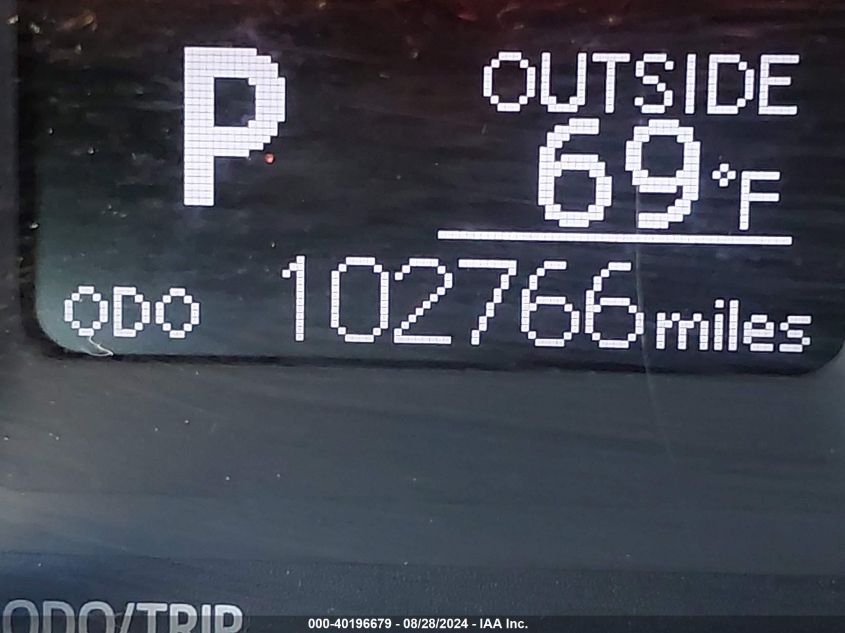 P
OUTSIDE
69°F
ODO 102766 miles
ODO/TRIP
000-40196679 - 08/28/2024 - IAA Inc.